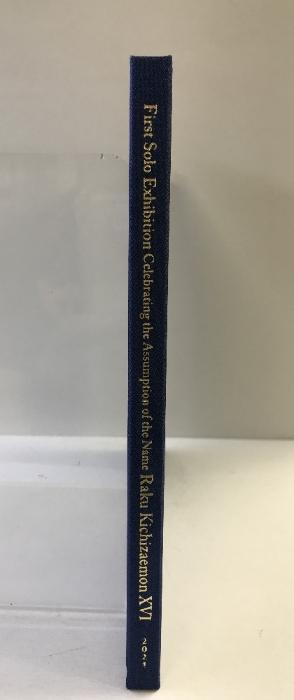 First Solo Exhibition Celebrating the Assumption of the Name Raku Kichizaemon XVI